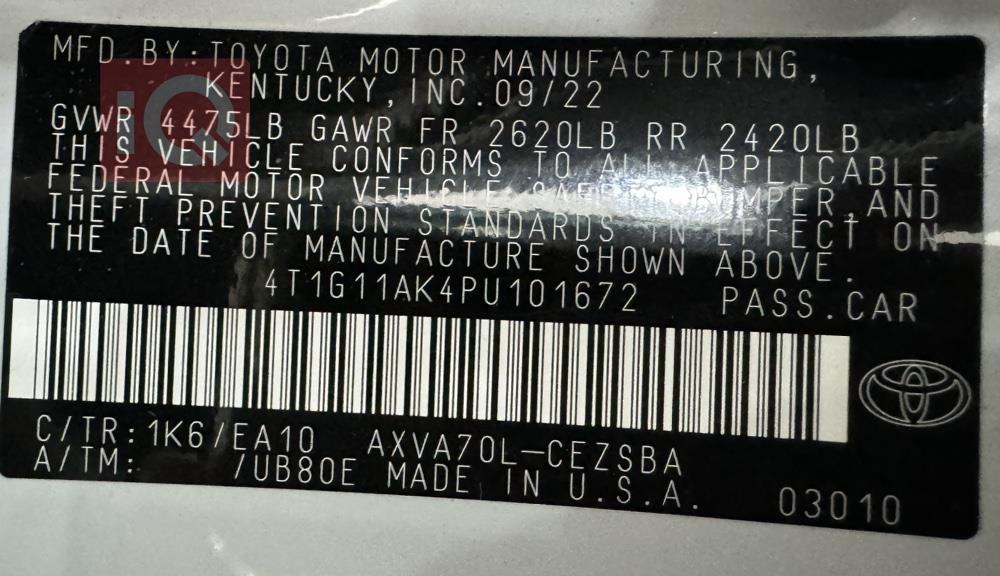 MFD.BY:TOYOTA MOTOR MANUFACTURING,
KENTUCKY,INC.09/22
GVWR 4475LB GAWR FR 2620LB RR 2420LB
THIS VEHICLE CONFORMS TO ALL APPLICABLE
FEDERAL MOTOR VEHICLE SAFETY,BUMPER,AND
THEFT PREVENTION STANDARDS IN EFFECT ON
THE DATE OF MANUFACTURE SHOWN ABOVE.
4T1G11AK4PU101672 PASS.CAR
C/TR:1K6/EA10 AXVA70L-CEZSBA
A/TM: /UB80E MADE IN U.S.A. 03010
IQ